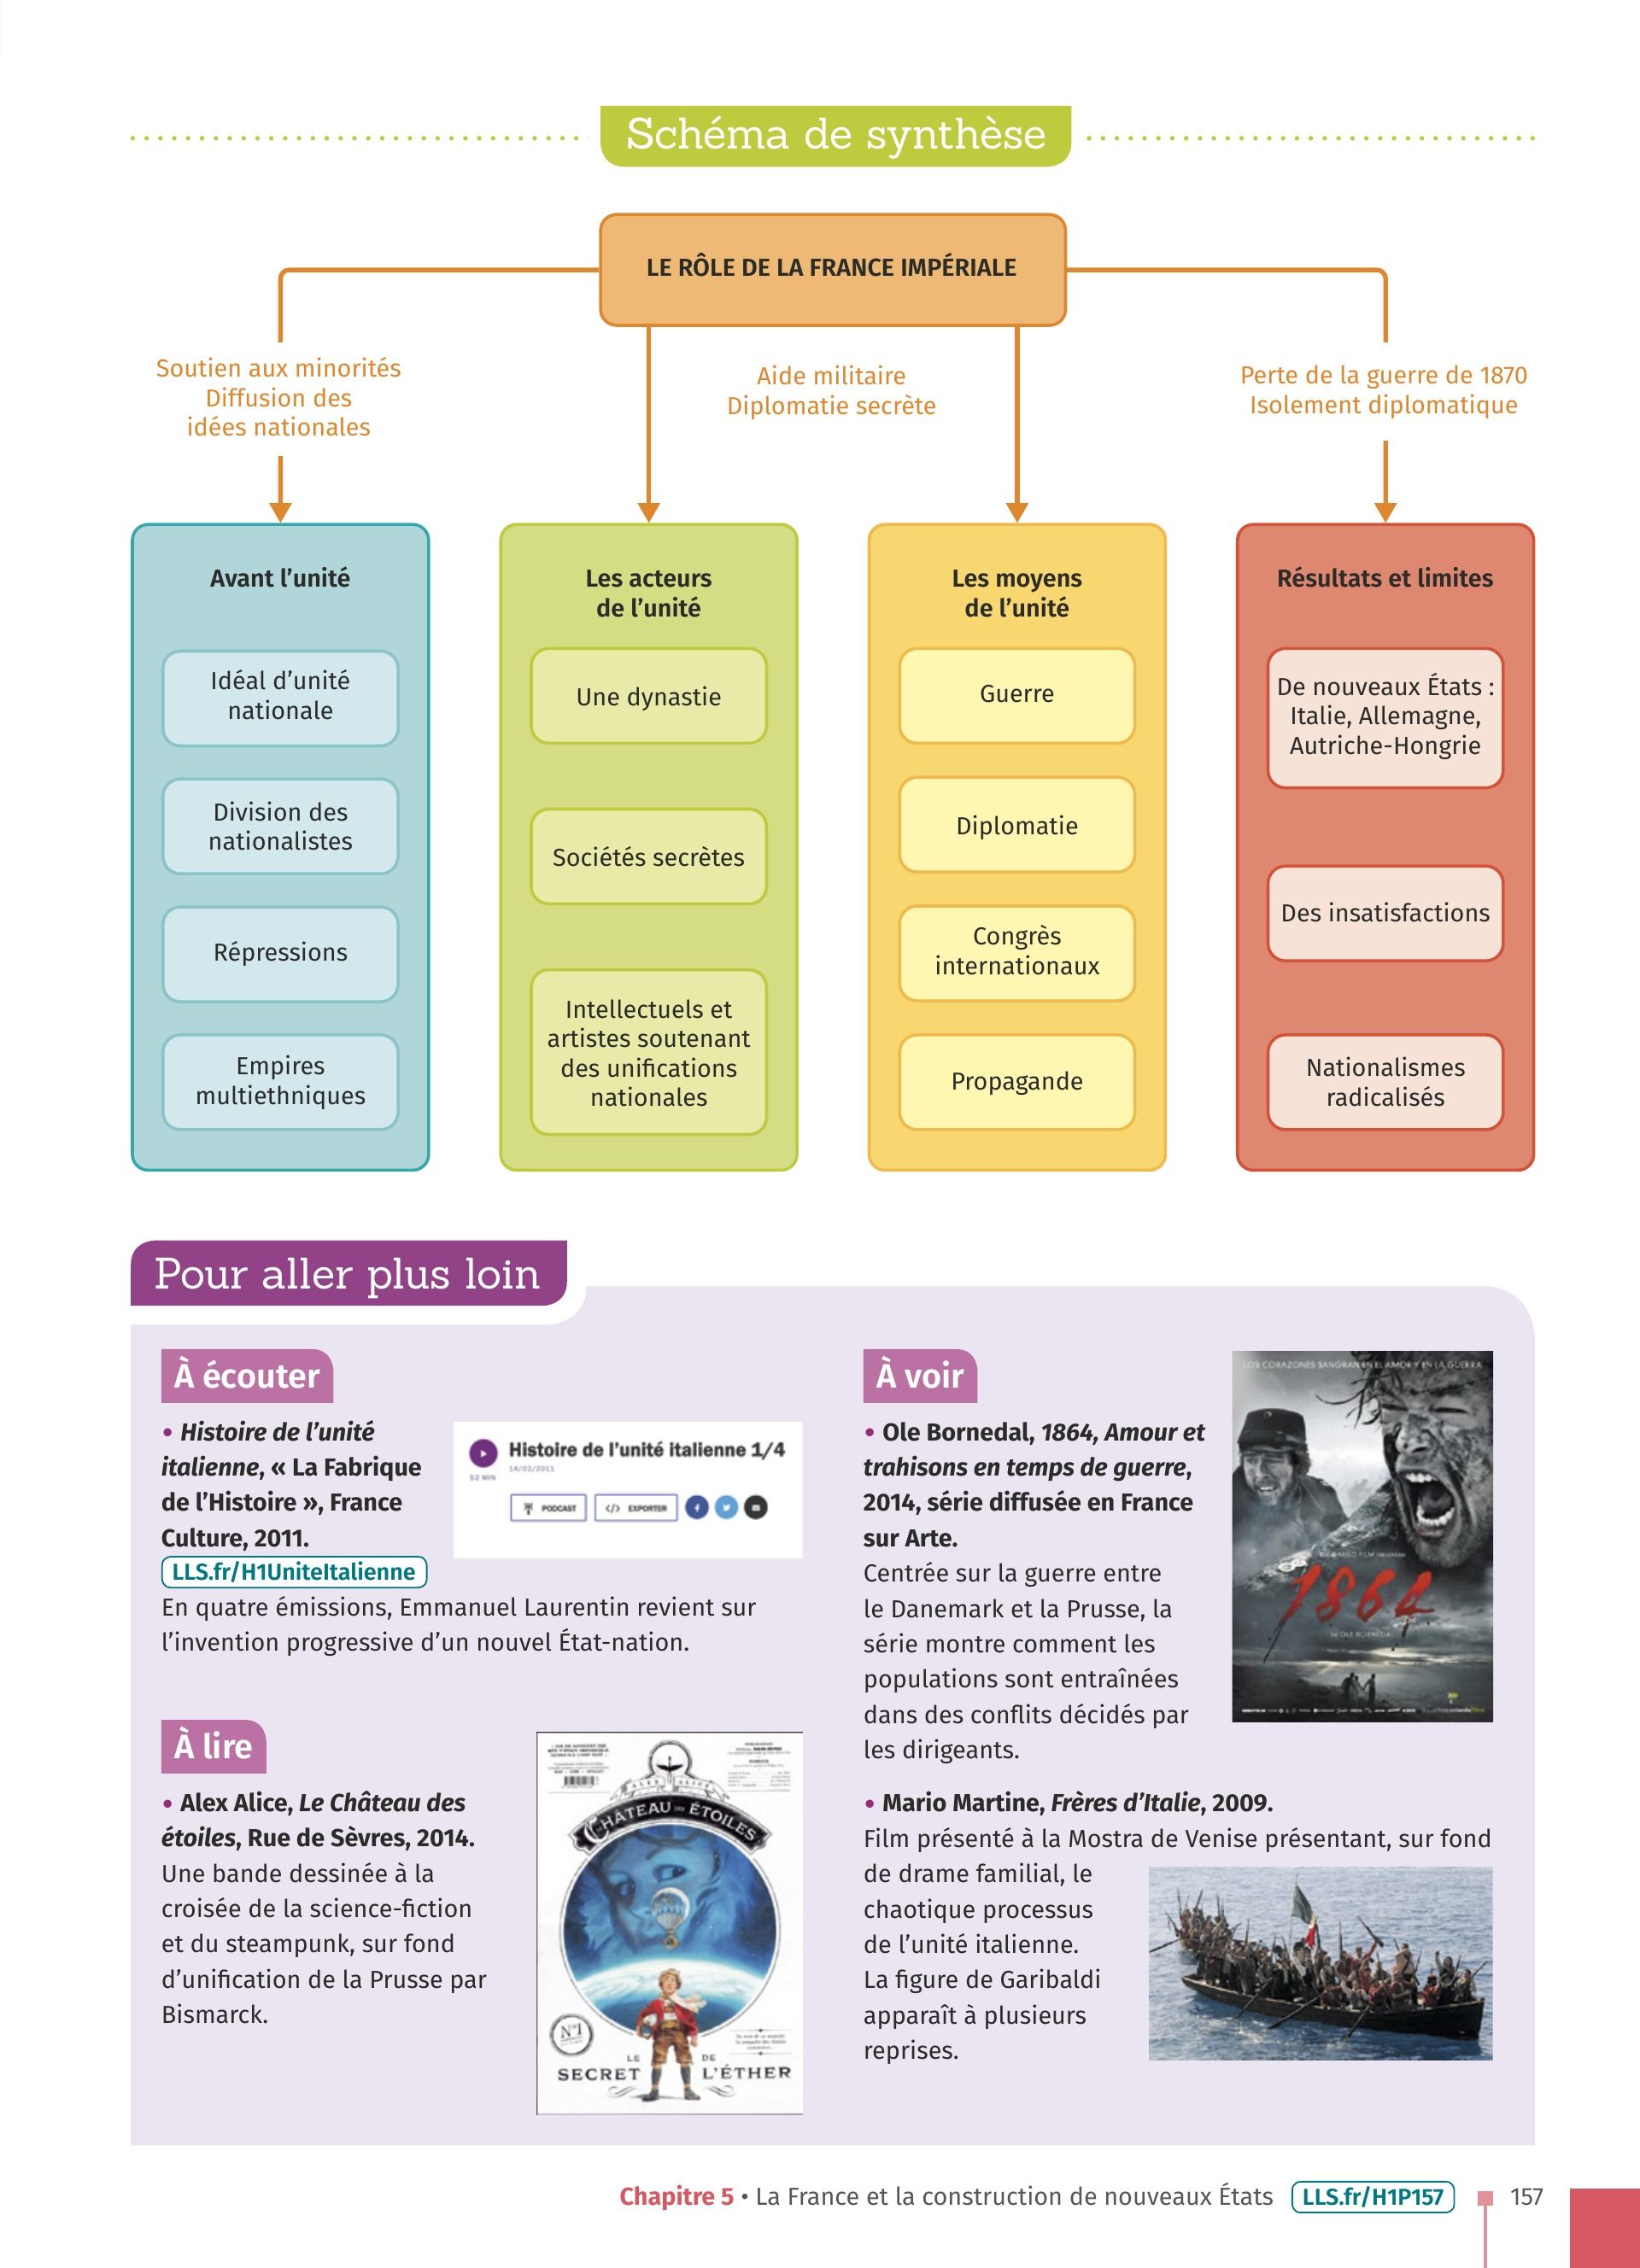 Schéma de synthèse
LE RÔLE DE LA FRANCE IMPÉRIALE
Soutien aux minorités
Diffusion des
idées nationales
Aide militaire
Diplomatie secrète
Perte de la guerre de 1870
Isolement diplomatique
Avant l’unité
Idéal d’unité
nationale
Division des
nationalistes
Répressions
Empires
multiethniques
Les acteurs
de l’unité
Une dynastie
Sociétés secrètes
Intellectuels et
artistes soutenant
des unifications
nationales
Les moyens
de l’unité
Guerre
Diplomatie
Congrès
internationaux
Propagande
Résultats et limites
De nouveaux États :
Italie, Allemagne,
Autriche-Hongrie
Des insatisfactions
Nationalismes
radicalisés
Pour aller plus loin
À écouter
• Histoire de l’unité
italienne, « La Fabrique
de l’Histoire », France
Culture, 2011.
LLS.fr/H1UniteItalienne
En quatre émissions, Emmanuel Laurentin revient sur
l’invention progressive d’un nouvel État-nation.
Histoire de l’unité italienne 1/4
14/02/2011
52 MIN
PODCAST
</> EXPORTER
À lire
• Alex Alice, Le Château des
étoiles, Rue de Sèvres, 2014.
Une bande dessinée à la
croisée de la science-fiction
et du steampunk, sur fond
d’unification de la Prusse par
Bismarck.
ALEX ALICE
CHÂTEAU DES ÉTOILES
N°1
LE DE
SECRET L’ÉTHER
À voir
• Ole Bornedal, 1864, Amour et
trahisons en temps de guerre,
2014, série diffusée en France
sur Arte.
Centrée sur la guerre entre
le Danemark et la Prusse, la
série montre comment les
populations sont entraînées
dans des conflits décidés par
les dirigeants.
LOS CORAZONES SANGRAN EN EL AMOR Y EN LA GUERRA
1864
DE OLE BORNEDAL
• Mario Martine, Frères d’Italie, 2009.
Film présenté à la Mostra de Venise présentant, sur fond
de drame familial, le
chaotique processus
de l’unité italienne.
La figure de Garibaldi
apparaît à plusieurs
reprises.
Chapitre 5 • La France et la construction de nouveaux États LLS.fr/H1P157 157